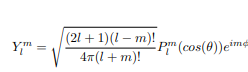 Y_l^m = \sqrt{\frac{(2l+1)(l-m)!}{4\pi(l+m)!}} P_l^m(cos(\theta))e^{im\phi}